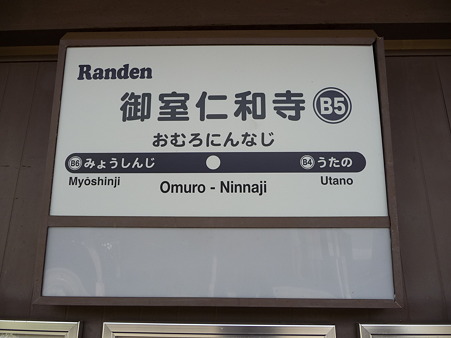 Randen
御室仁和寺 B5
おむろにんなじ
B6 みょうしんじ B4 うたの
Myōshinji Omuro - Ninnaji Utano